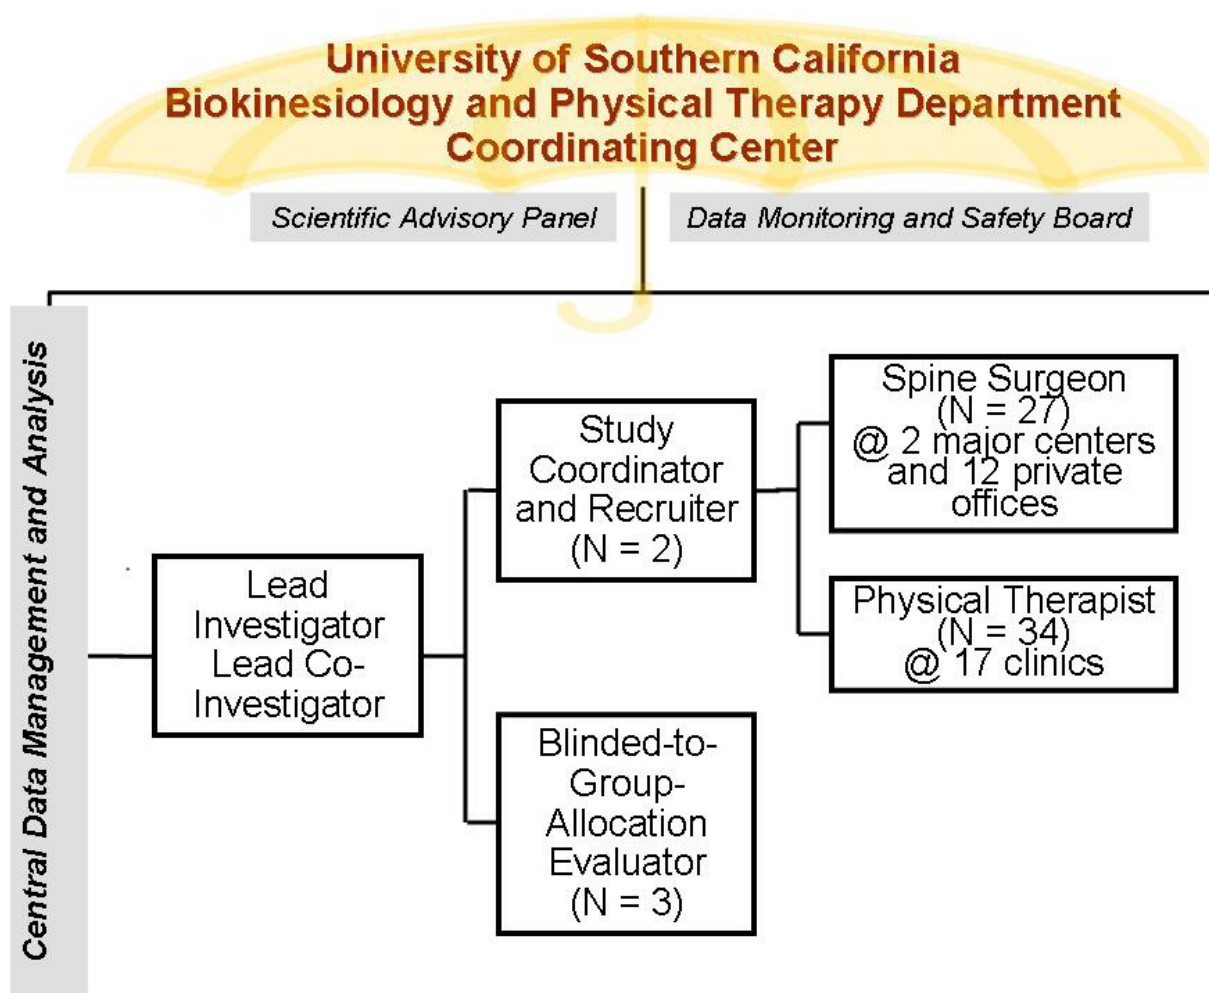 University of Southern California
Biokinesiology and Physical Therapy Department
Coordinating Center
Scientific Advisory Panel
Data Monitoring and Safety Board
Central Data Management and Analysis
Lead
Investigator
Lead Co-
Investigator
Study
Coordinator
and Recruiter
(N = 2)
Blinded-to-
Group-
Allocation
Evaluator
(N = 3)
Spine Surgeon
(N = 27)
@ 2 major centers
and 12 private
offices
Physical Therapist
(N = 34)
@ 17 clinics